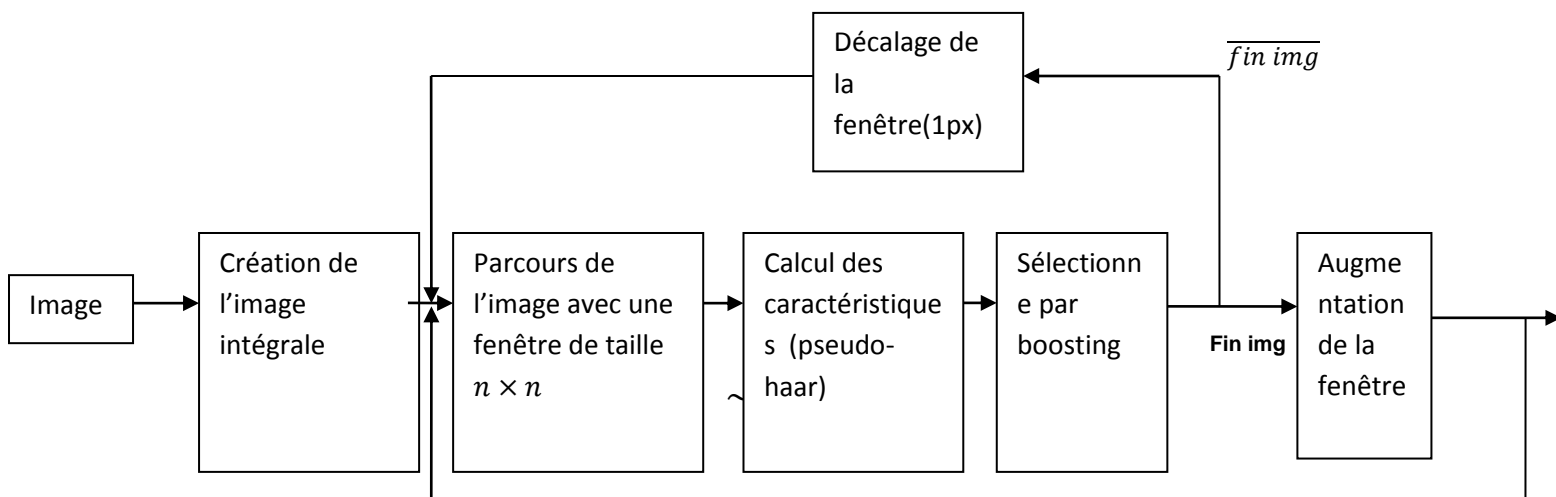 Décalage de
la
fenêtre(1px)
$\overline{fin\ img}$
Image
Création de
l’image
intégrale
Parcours de
l’image avec une
fenêtre de taille
n × n
Calcul des
caractéristique
s (pseudo-
haar)
~
Sélectionn
e par
boosting
Fin img
Augme
ntation
de la
fenêtre